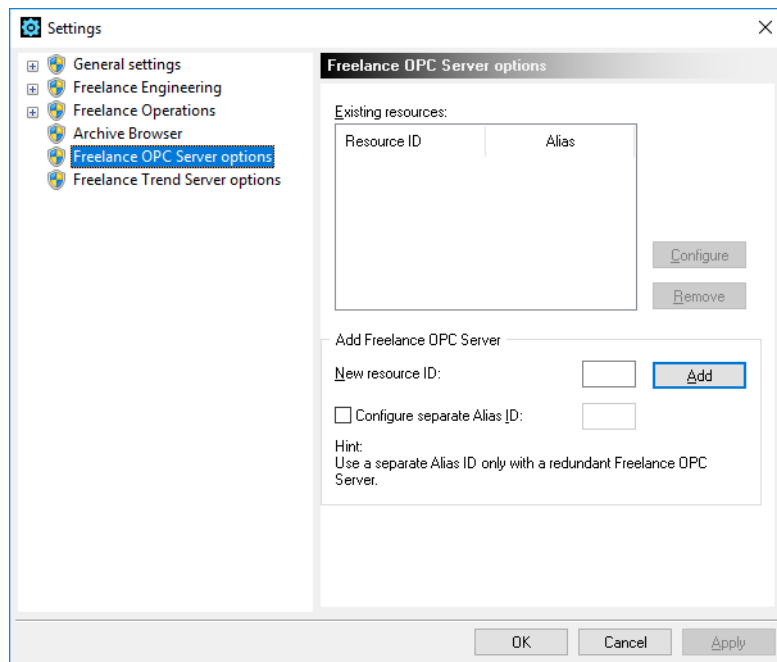 Settings
General settings
Freelance Engineering
Freelance Operations
Archive Browser
Freelance OPC Server options
Freelance Trend Server options
Freelance OPC Server options
Existing resources:
Resource ID Alias
Configure
Remove
Add Freelance OPC Server
New resource ID:
Add
Configure separate Alias ID:
Hint:
Use a separate Alias ID only with a redundant Freelance OPC
Server.
OK Cancel Apply